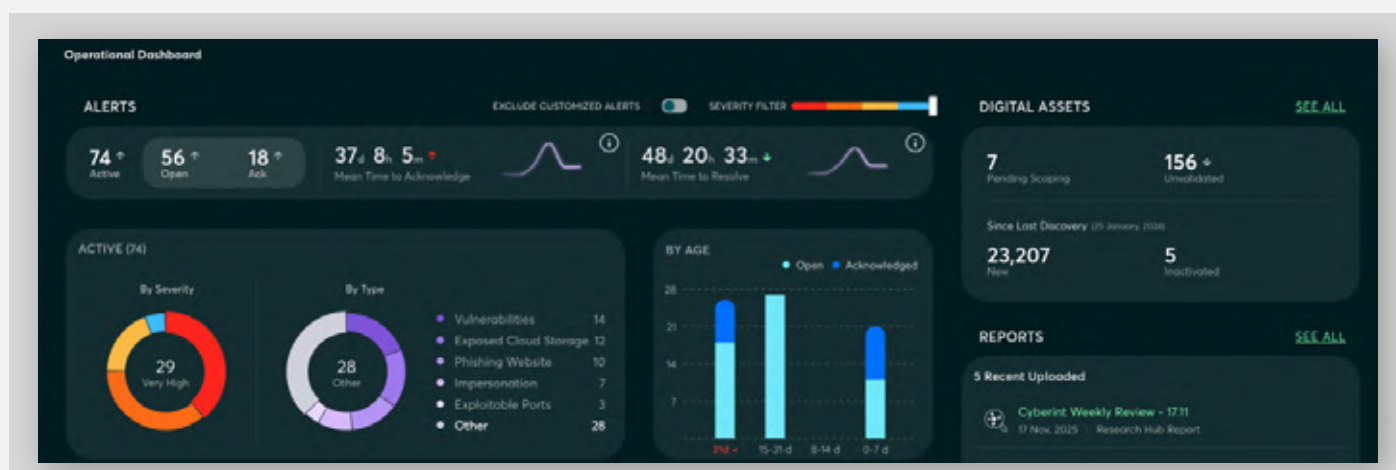 Operational Dashboard
ALERTS
EXCLUDE CUSTOMIZED ALERTS
SEVERITY FILTER
74 ↑
Active
56 ↑
Open
18 ↑
Ack
37d 8h 5m ↑
Mean Time to Acknowledge
48d 20h 33m ↓
Mean Time to Resolve
DIGITAL ASSETS
SEE ALL
7
Pending Scoping
156 ↓
Unvalidated
Since Last Discovery (25 January, 2026)
23,207
New
5
Inactivated
ACTIVE (74)
By Severity
29
Very High
By Type
28
Other
Vulnerabilities 14
Exposed Cloud Storage 12
Phishing Website 10
Impersonation 7
Exploitable Ports 3
Other 28
BY AGE
Open
Acknowledged
28
21
14
7
31d <
15-31 d
8-14 d
0-7 d
REPORTS
SEE ALL
5 Recent Uploaded
Cyberint Weekly Review - 17.11
17 Nov, 2025 | Research Hub Report